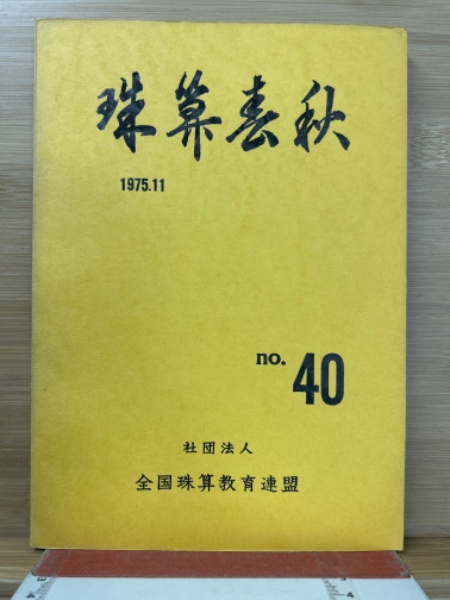 珠算春秋
1975.11
no. 40
社団法人
全国珠算教育連盟